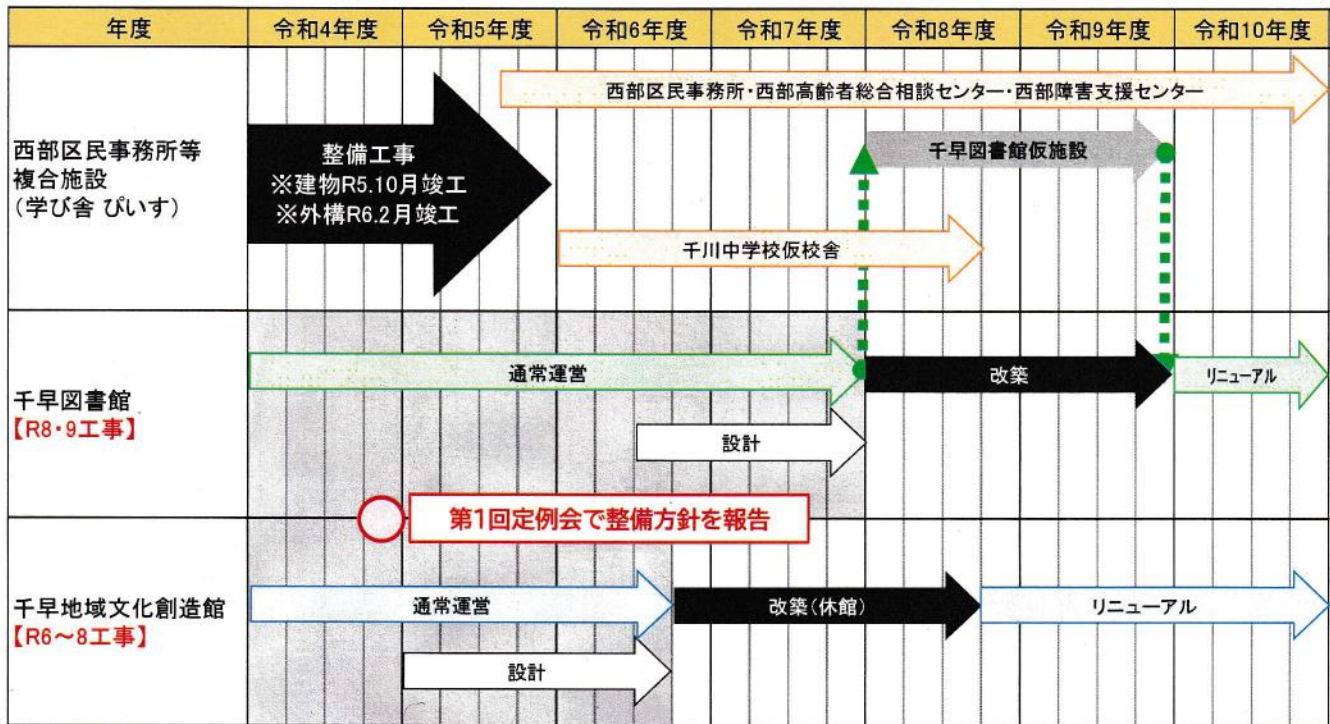 年度 令和4年度 令和5年度 令和6年度 令和7年度 令和8年度 令和9年度 令和10年度
西部区民事務所・西部高齢者総合相談センター・西部障害支援センター
千早図書館仮施設
西部区民事務所等
複合施設
(学び舎 ぴいす)
整備工事
※建物R5.10月竣工
※外構R6.2月竣工
千川中学校仮校舎
千早図書館
【R8・9工事】
通常運営
改築
リニューアル
設計
第1回定例会で整備方針を報告
千早地域文化創造館
【R6～8工事】
通常運営
改築(休館)
リニューアル
設計